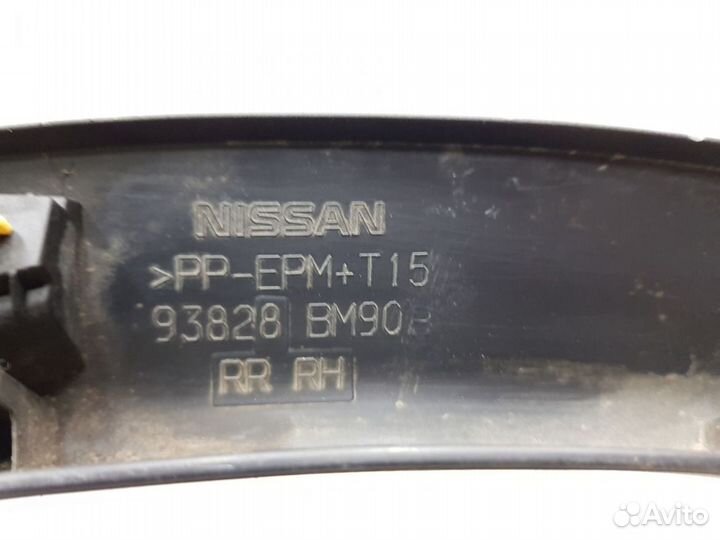 NISSAN
>PP-EPM+T15
93828 BM90
RR RH
Avito